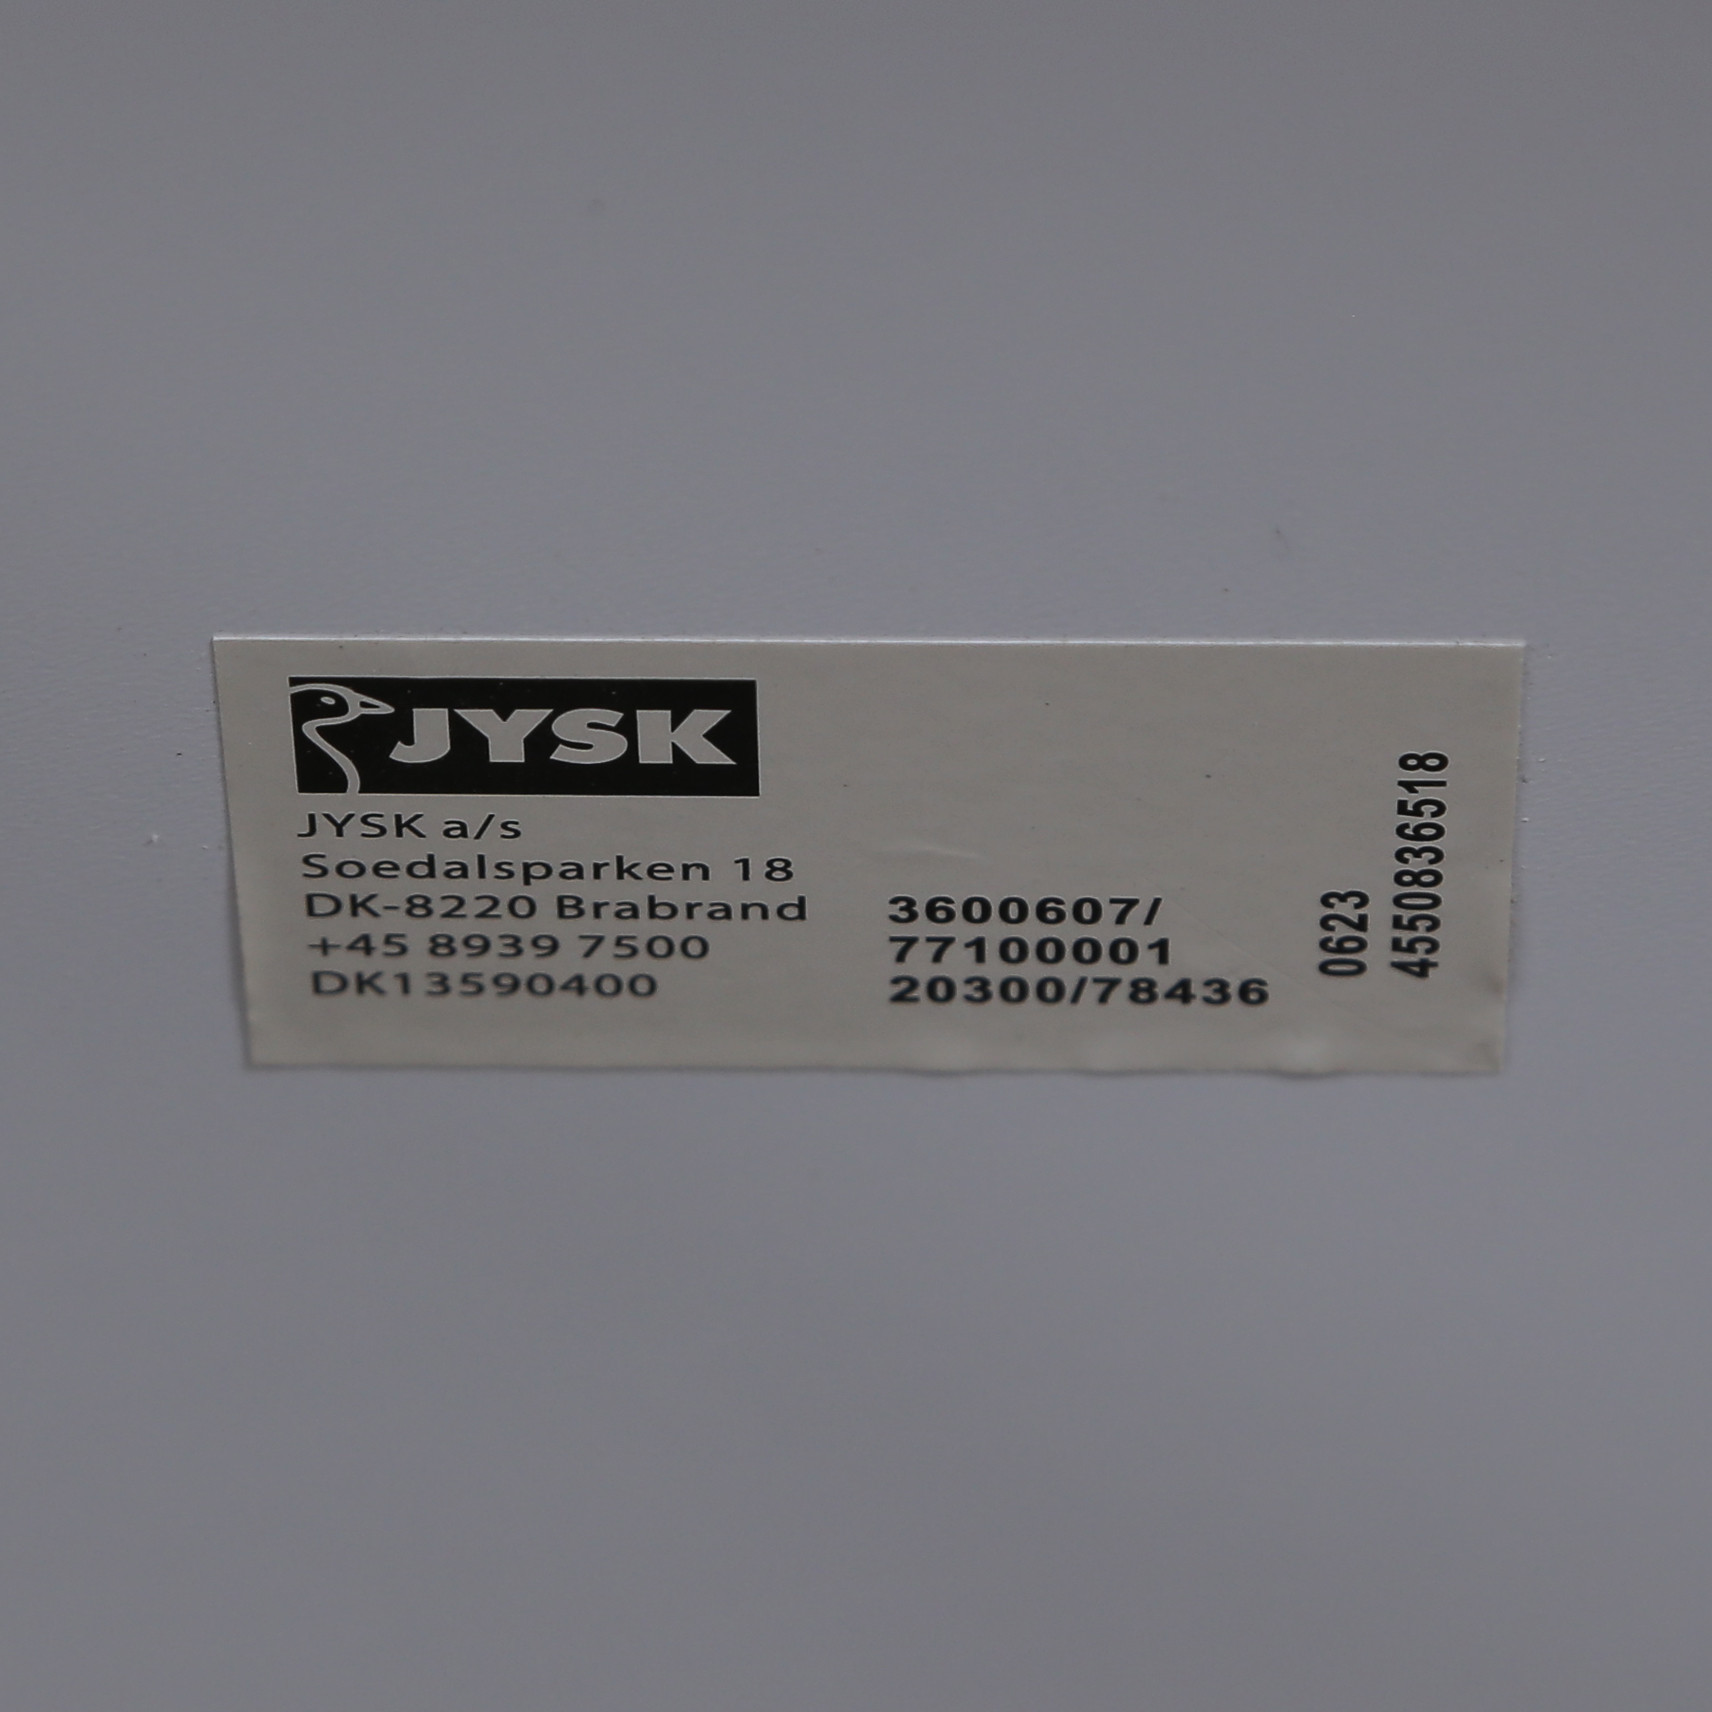 JYSK
JYSK a/s
Soedalsparken 18
DK-8220 Brabrand
+45 8939 7500
DK13590400
3600607/
77100001
20300/78436
0623
4550836518